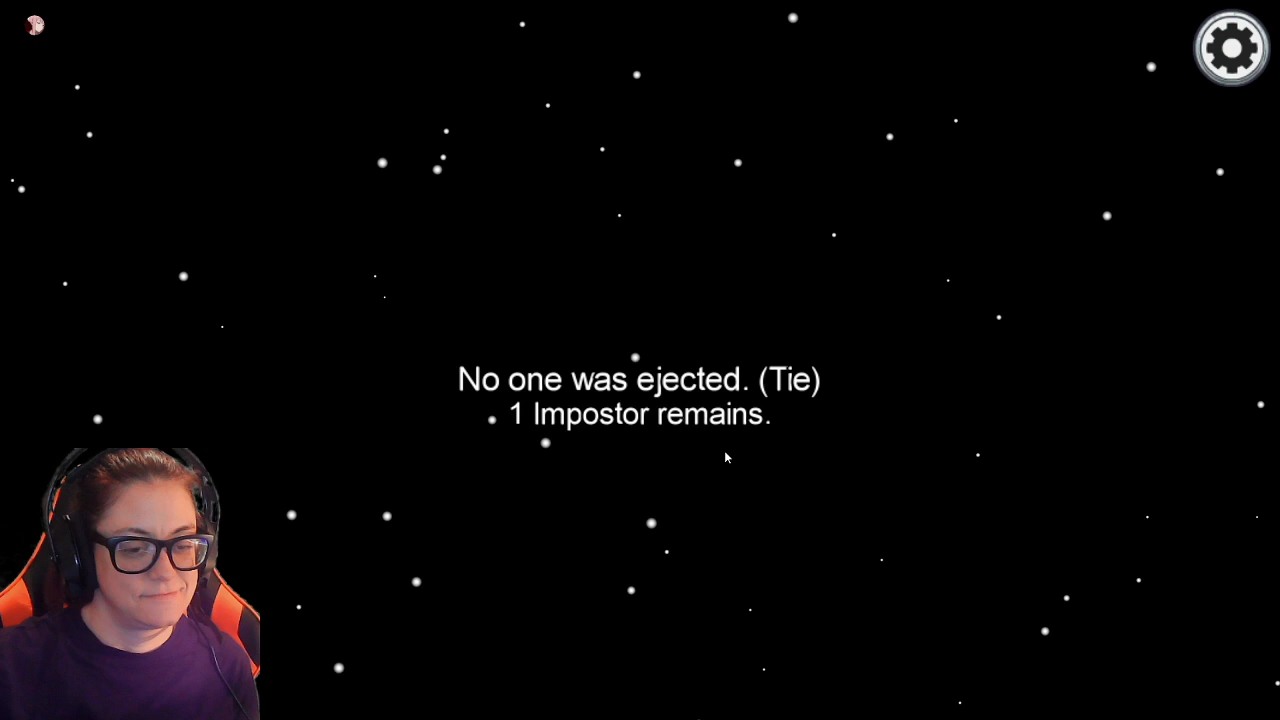 No one was ejected. (Tie)
1 Impostor remains.